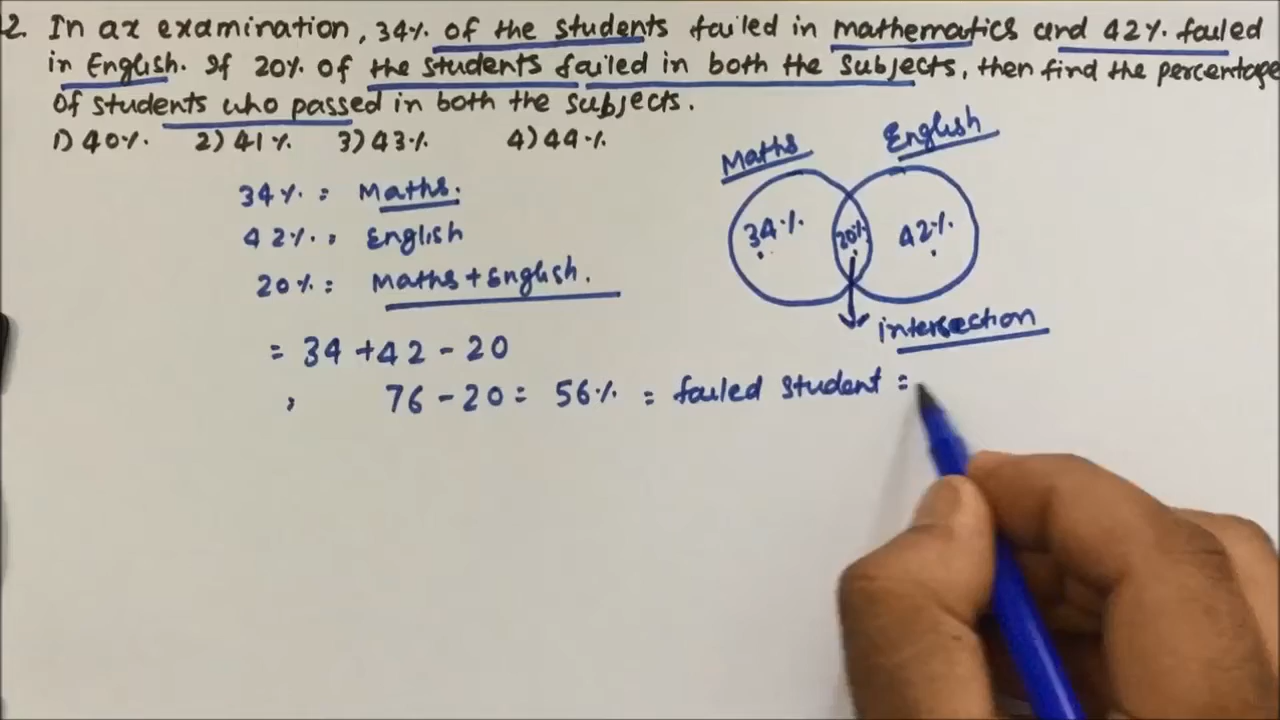 2. In ax examination, 34% of the students failed in mathematics and 42% failed
in English. If 20% of the students failed in both the subjects, then find the percentage
of students who passed in both the subjects.
1) 40%. 2) 41% 3) 43% 4) 44%
Maths English
34% : Maths.
42% : English
20% : Maths + English.
34% 20% 42%
intersection
= 34 + 42 - 20
, 76 - 20 = 56% = failed student =